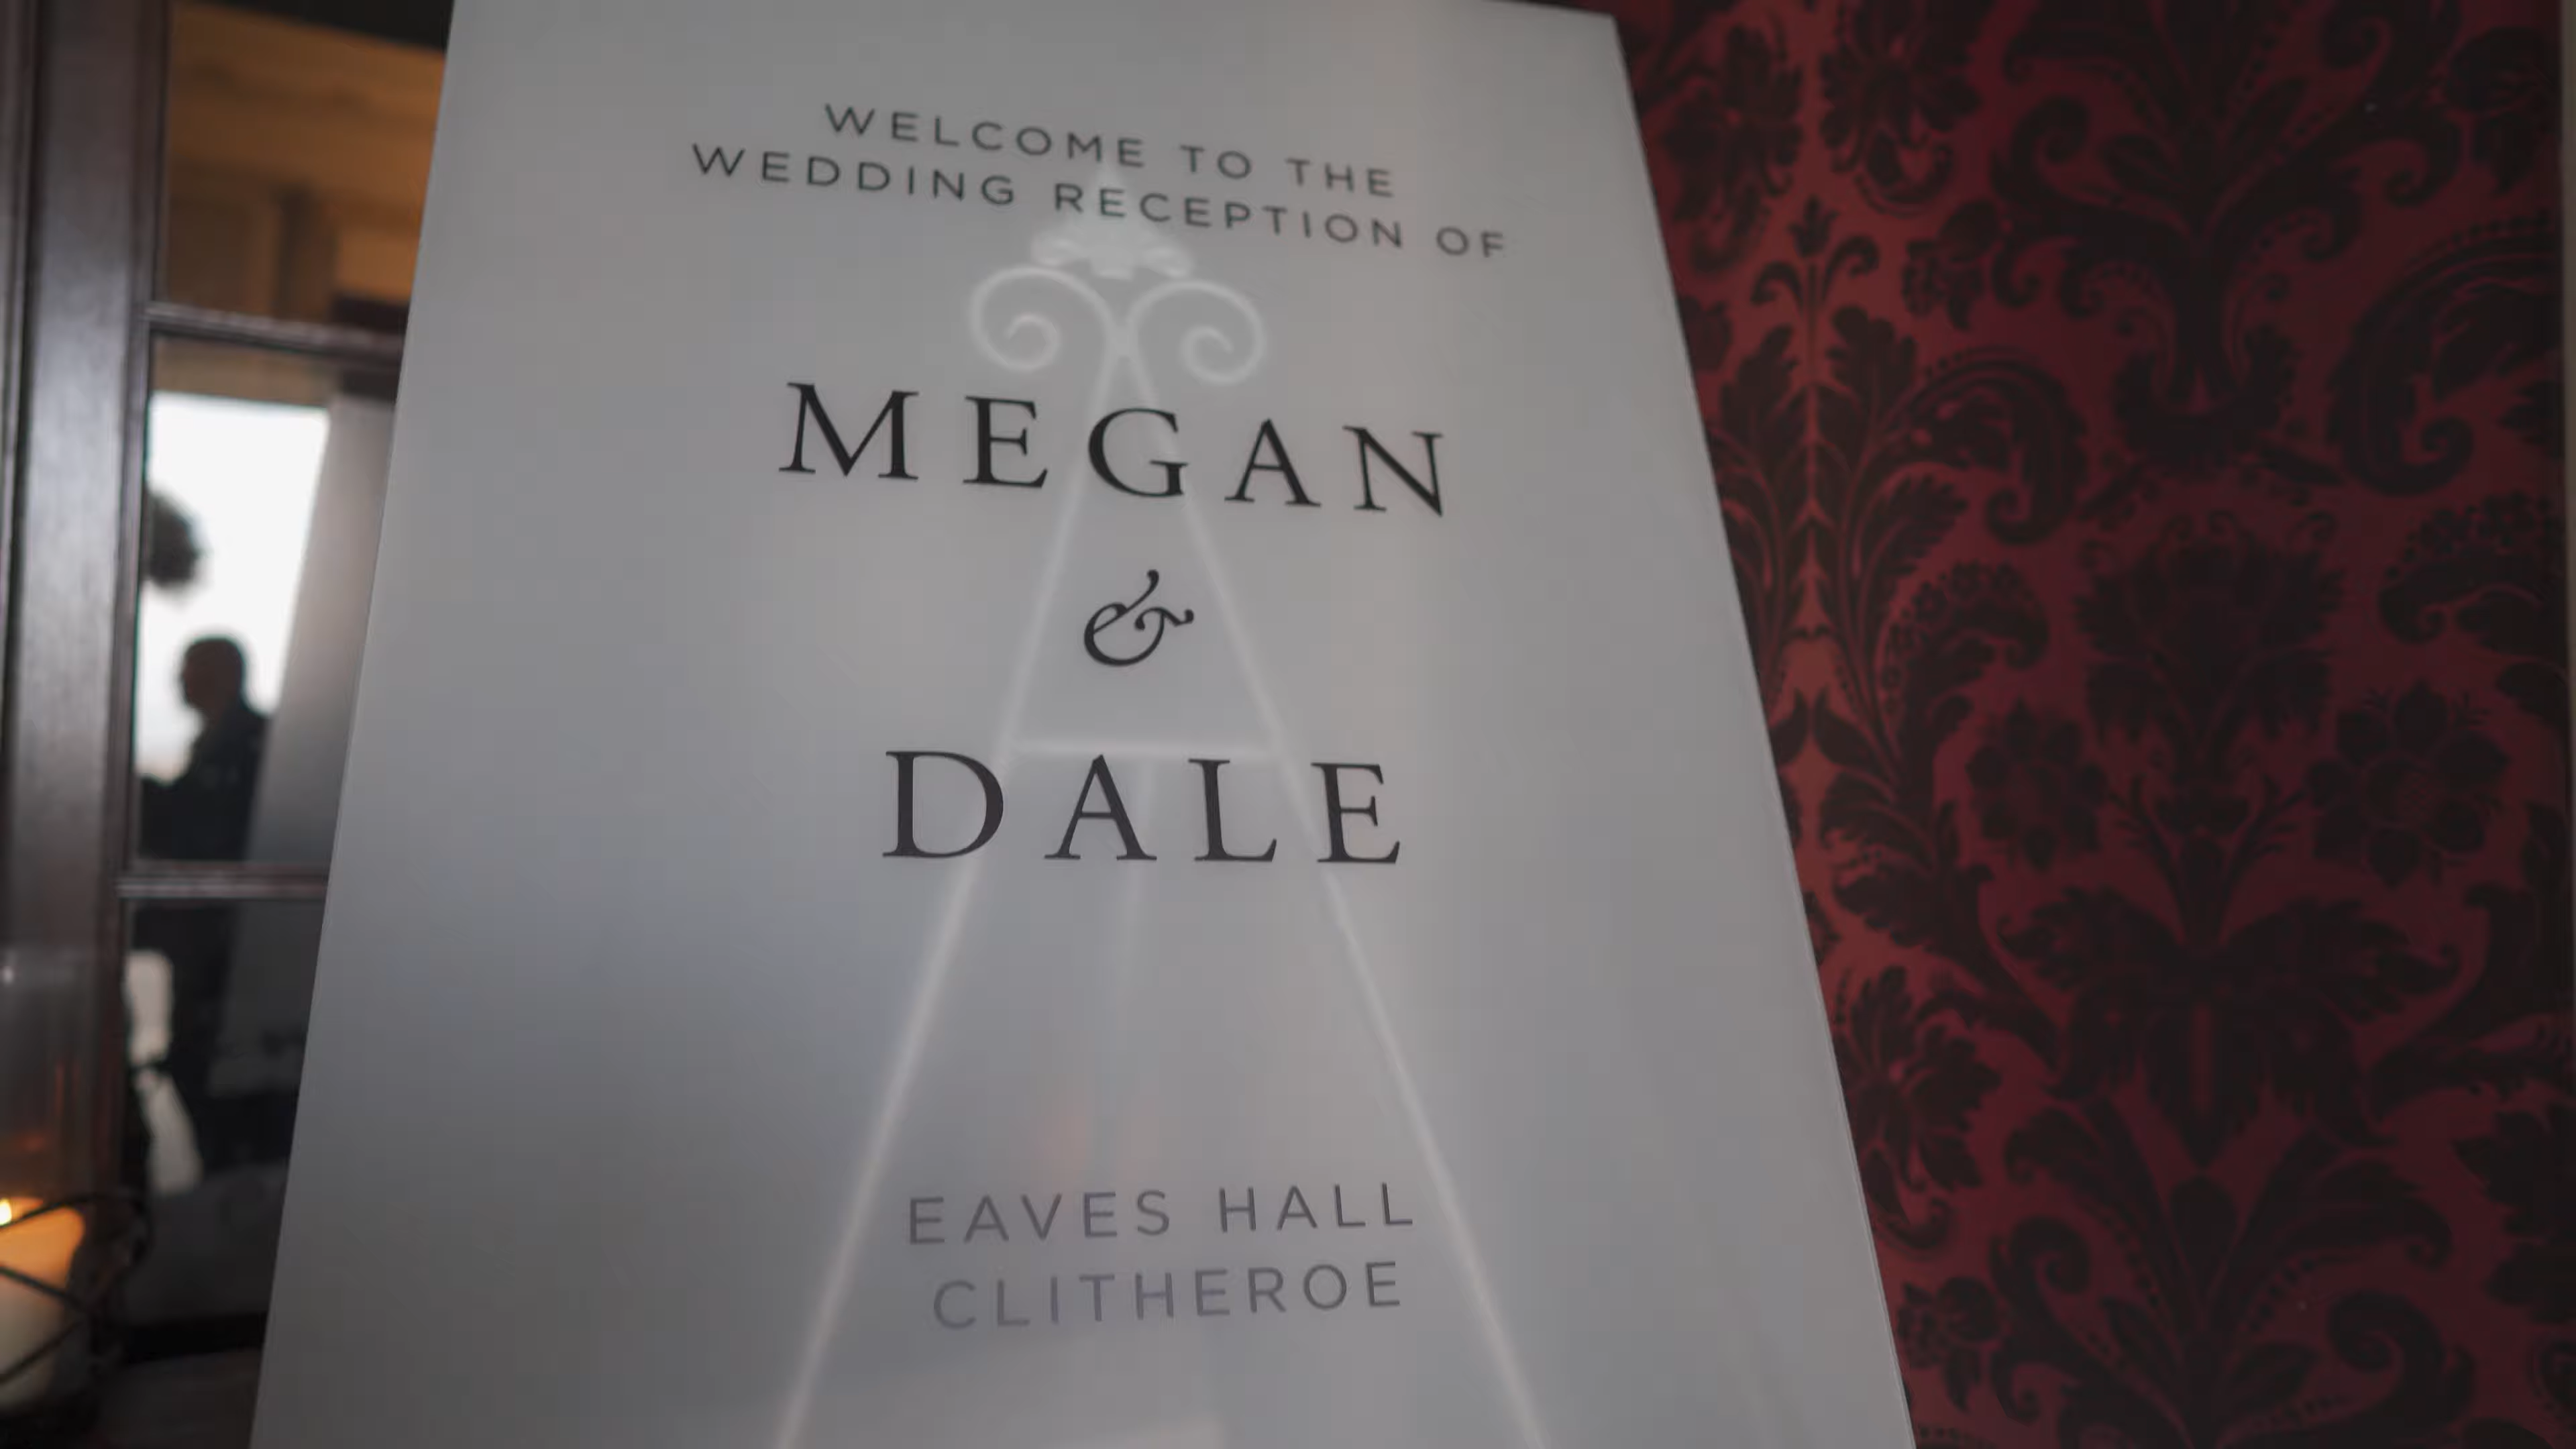 WELCOME TO THE
WEDDING RECEPTION OF
MEGAN
&
DALE
EAVES HALL
CLITHEROE